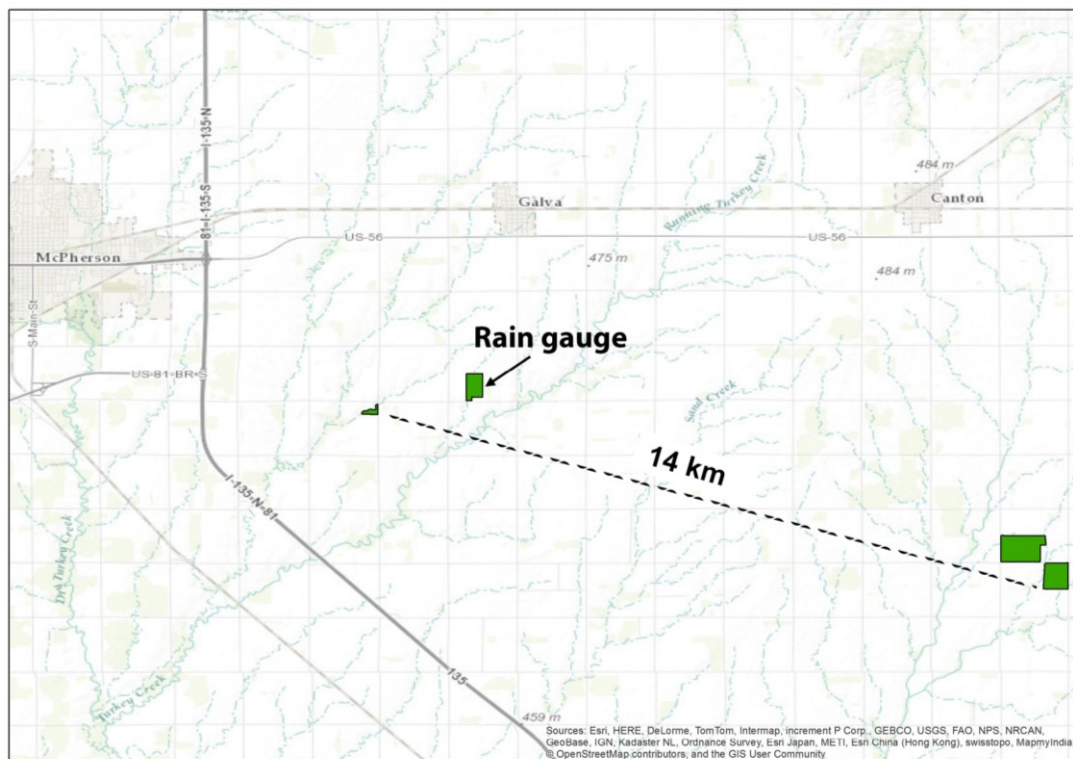 81-I-135-S
I-135-N
484 m
Running Turkey Creek
Galva
Canton
US-56
US-56
McPherson
475 m
484 m
S-Main-St
Rain gauge
US-81-BR-S
Sand Creek
14 km
I-135-N-81
Dry Turkey Creek
135
Turkey Creek
459 m
Sources: Esri, HERE, DeLorme, TomTom, Intermap, increment P Corp., GEBCO, USGS, FAO, NPS, NRCAN,
GeoBase, IGN, Kadaster NL, Ordnance Survey, Esri Japan, METI, Esri China (Hong Kong), swisstopo, MapmyIndia,
© OpenStreetMap contributors, and the GIS User Community